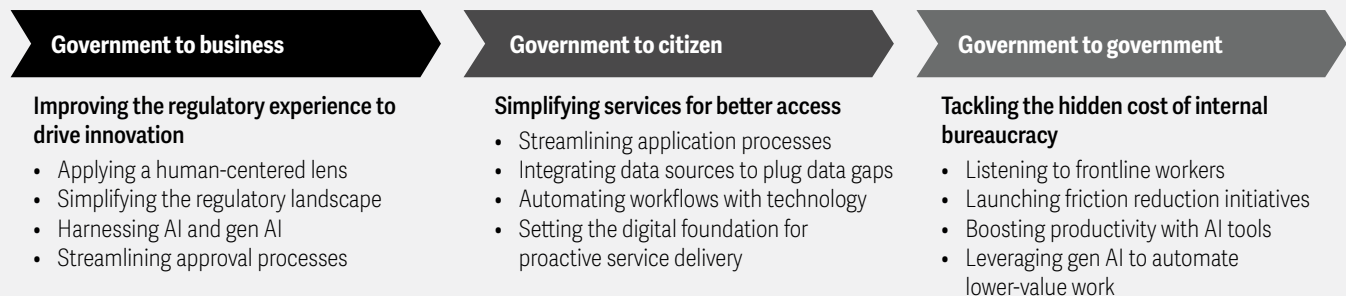 Government to business
Improving the regulatory experience to
drive innovation
• Applying a human-centered lens
• Simplifying the regulatory landscape
• Harnessing AI and gen AI
• Streamlining approval processes
Government to citizen
Simplifying services for better access
• Streamlining application processes
• Integrating data sources to plug data gaps
• Automating workflows with technology
• Setting the digital foundation for
proactive service delivery
Government to government
Tackling the hidden cost of internal
bureaucracy
• Listening to frontline workers
• Launching friction reduction initiatives
• Boosting productivity with AI tools
• Leveraging gen AI to automate
lower-value work